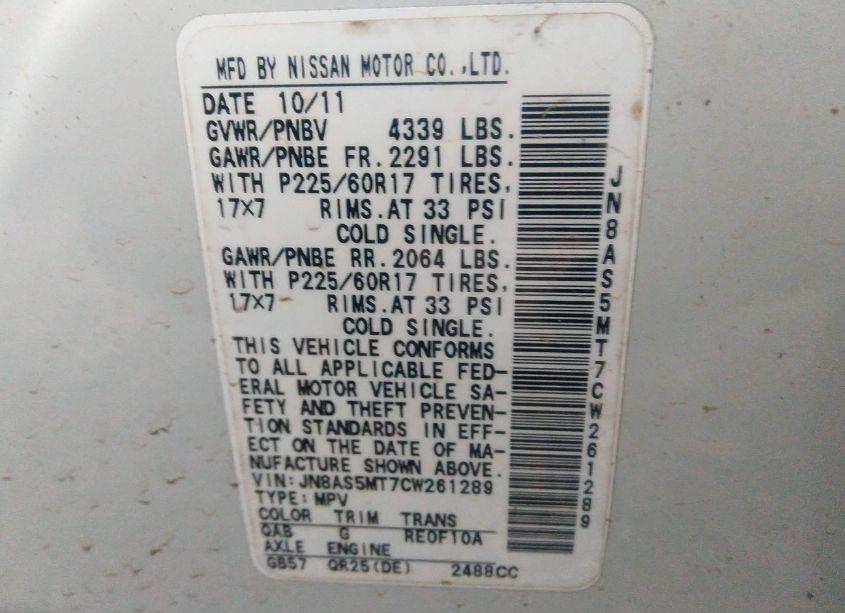 MFD BY NISSAN MOTOR CO.,LTD.
DATE 10/11
GVWR/PNBV 4339 LBS.
GAWR/PNBE FR.2291 LBS.
WITH P225/60R17 TIRES,
17X7 RIMS.AT 33 PSI
COLD SINGLE.
GAWR/PNBE RR.2064 LBS.
WITH P225/60R17 TIRES,
17X7 RIMS.AT 33 PSI
COLD SINGLE.
THIS VEHICLE CONFORMS
TO ALL APPLICABLE FED-
ERAL MOTOR VEHICLE SA-
FETY AND THEFT PREVEN-
TION STANDARDS IN EFF-
ECT ON THE DATE OF MA-
NUFACTURE SHOWN ABOVE.
VIN:JN8AS5MT7CW261289
TYPE:MPV
COLOR TRIM TRANS
QAB G RE0F10A
AXLE ENGINE
GB57 QR25(DE) 2488CC
JN8AS5MT7CW261289